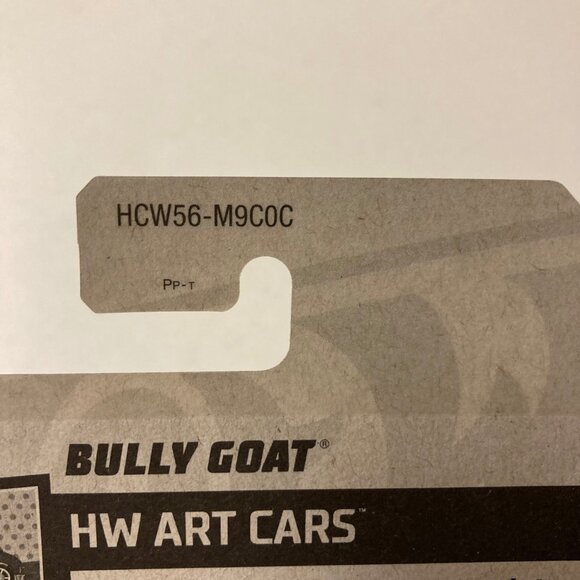 HCW56-M9C0C
PP-T
BULLY GOAT®
HW ART CARS™